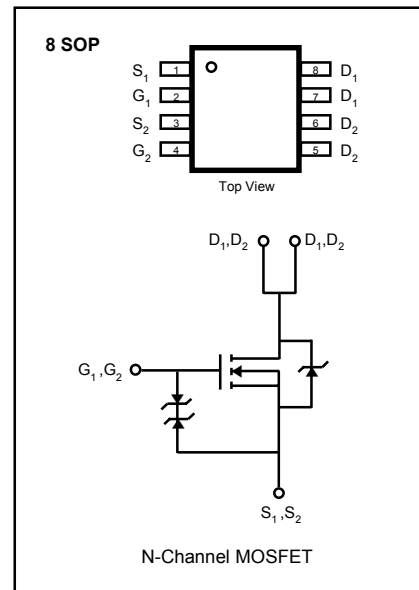 8 SOP
S₁ 1 8 D₁
G₁ 2 7 D₁
S₂ 3 6 D₂
G₂ 4 5 D₂
Top View
D₁,D₂ D₁,D₂
G₁,G₂
S₁,S₂
N-Channel MOSFET